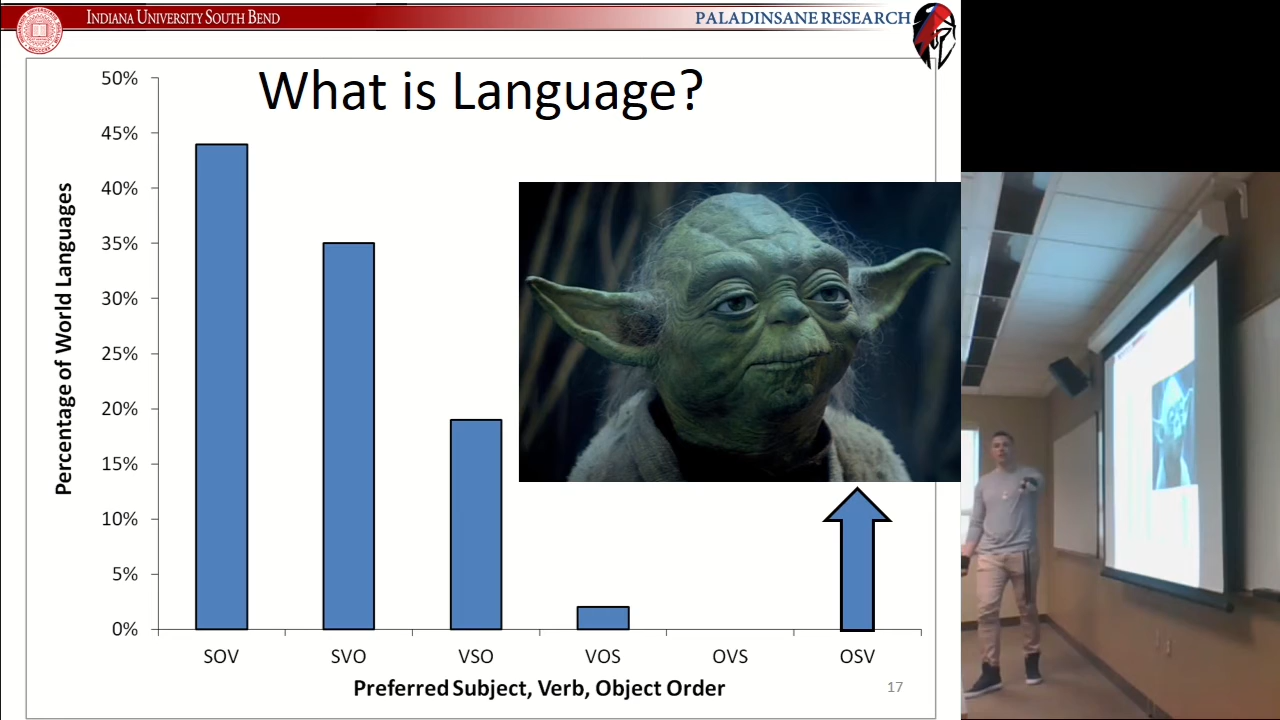 INDIANA UNIVERSITY SOUTH BEND
PALADINSANE RESEARCH
What is Language?
50%
45%
40%
35%
30%
25%
20%
15%
10%
5%
0%
Percentage of World Languages
SOV SVO VSO VOS OVS OSV
Preferred Subject, Verb, Object Order
17